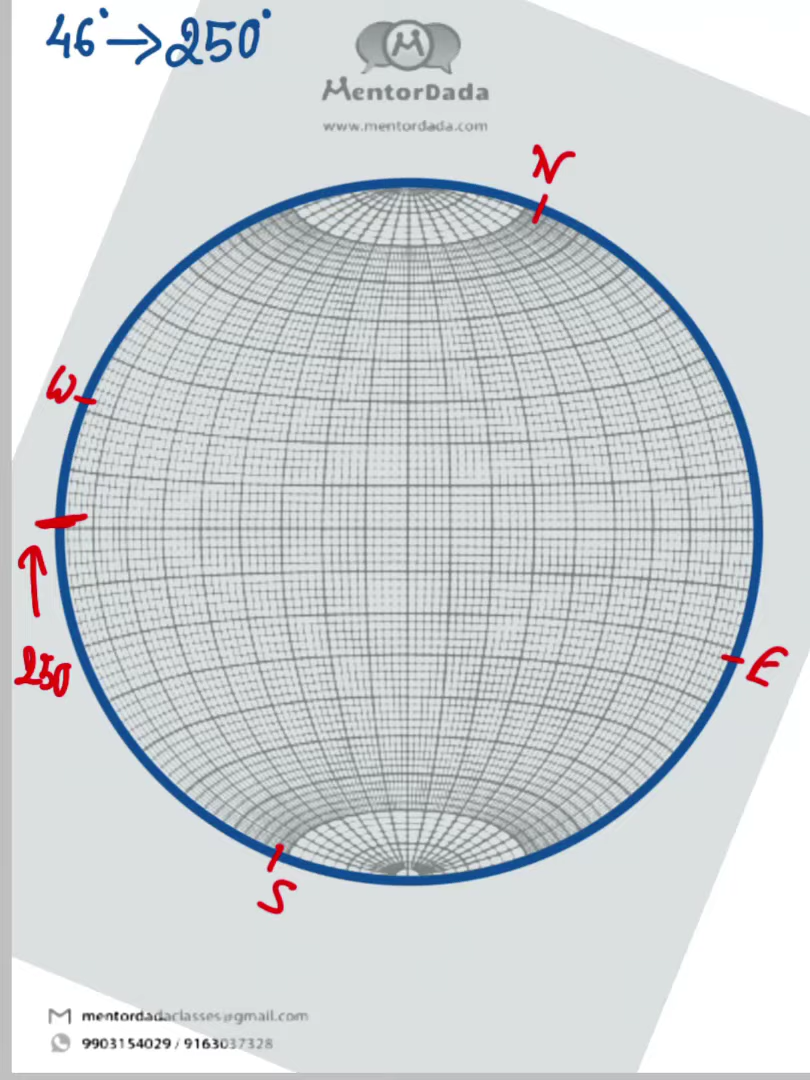 46° → 250°
MentorDada
www.mentordada.com
N
W
250
E
S
mentordadaclasses@gmail.com
9903154029 / 9163037328